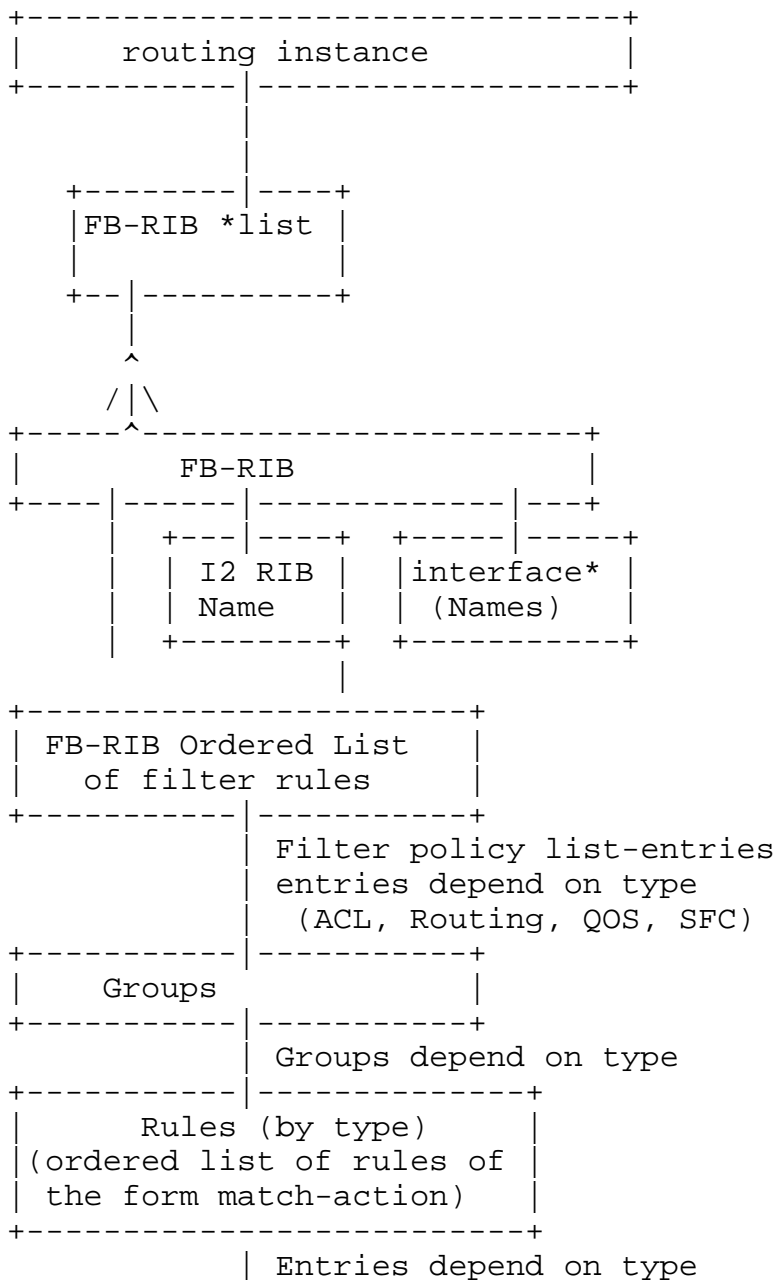 routing instance
FB-RIB *list
FB-RIB
I2 RIB |interface*
Name (Names)
FB-RIB Ordered List
of filter rules
Filter policy list-entries
entries depend on type
(ACL, Routing, QOS, SFC)
Groups
Groups depend on type
Rules (by type)
(ordered list of rules of
the form match-action)
Entries depend on type